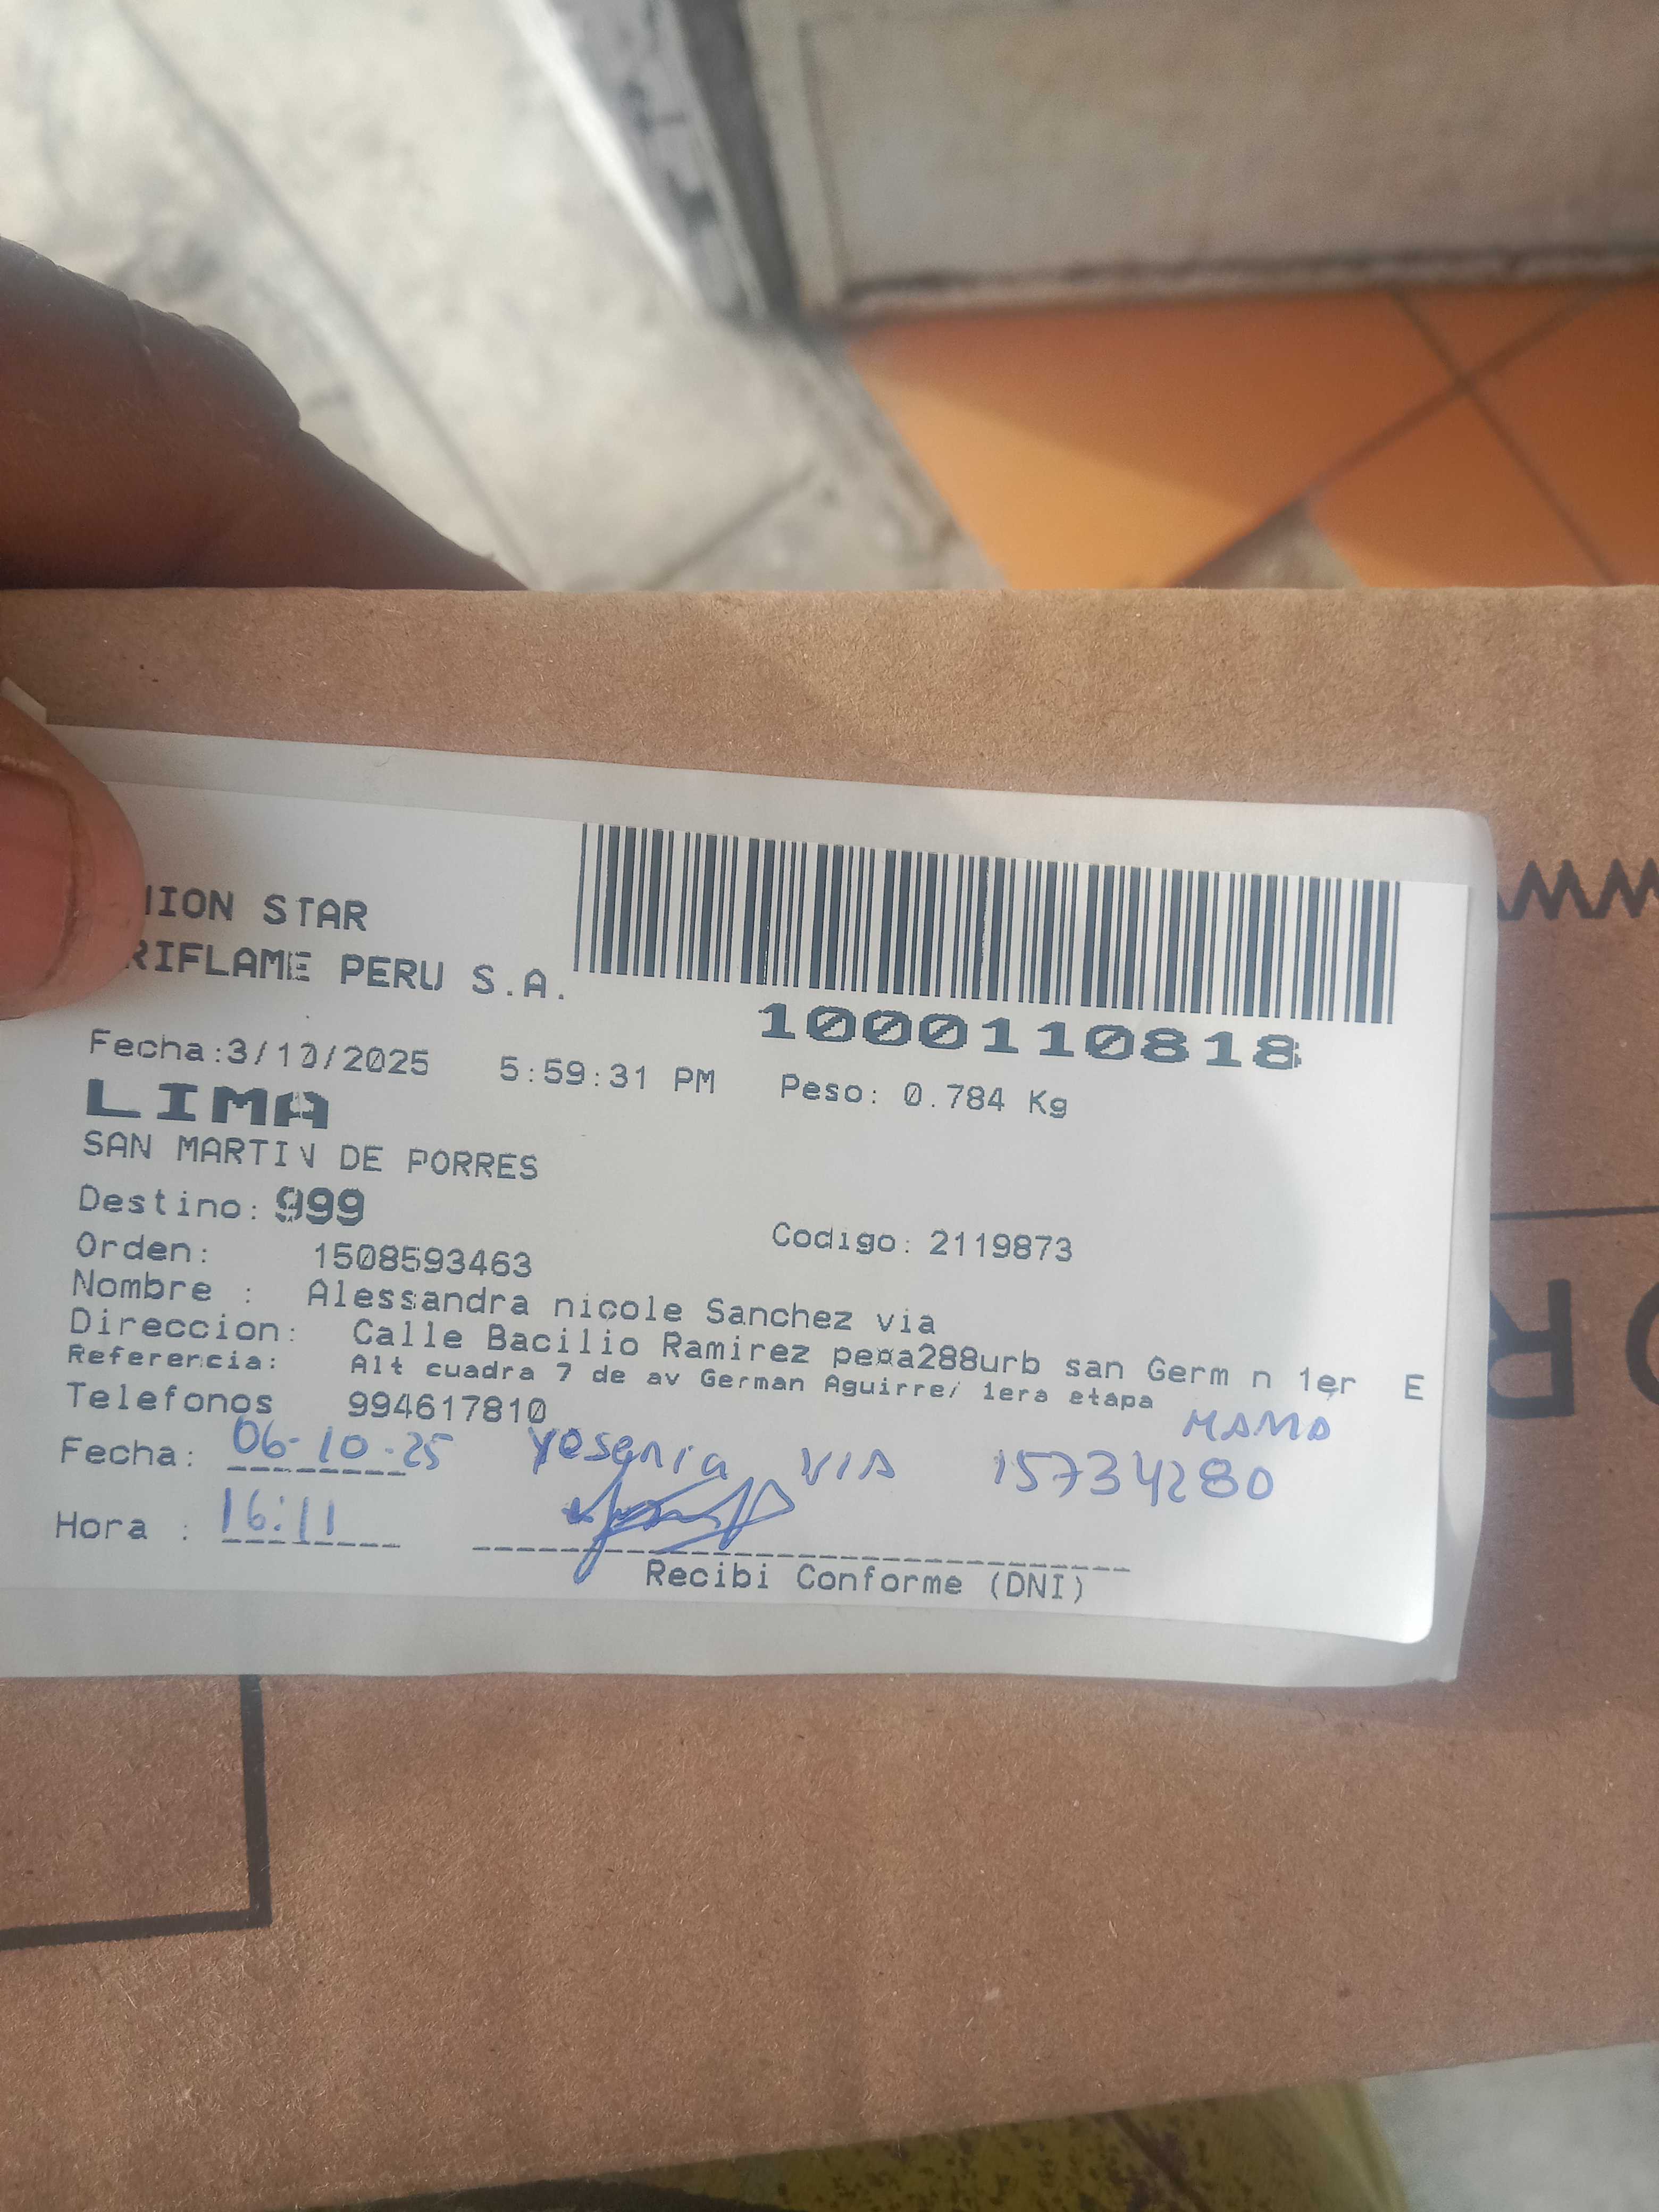 NION STAR
RIFLAME PERU S.A.
1000110818
Fecha:3/10/2025 5:59:31 PM Peso: 0.784 Kg
LIMA
SAN MARTIN DE PORRES
Destino: 999
Orden: 1508593463 Codigo: 2119873
Nombre : Alessandra nicole Sanchez via
Direccion: Calle Bacilio Ramirez pe¤a288urb san Germ n 1er E
Referencia: Alt cuadra 7 de av German Aguirre/ 1era etapa
Telefonos 994617810 MAMA
Fecha: 06-10-25 Yesenia VIA 15734280
Hora : 16:11
Recibi Conforme (DNI)